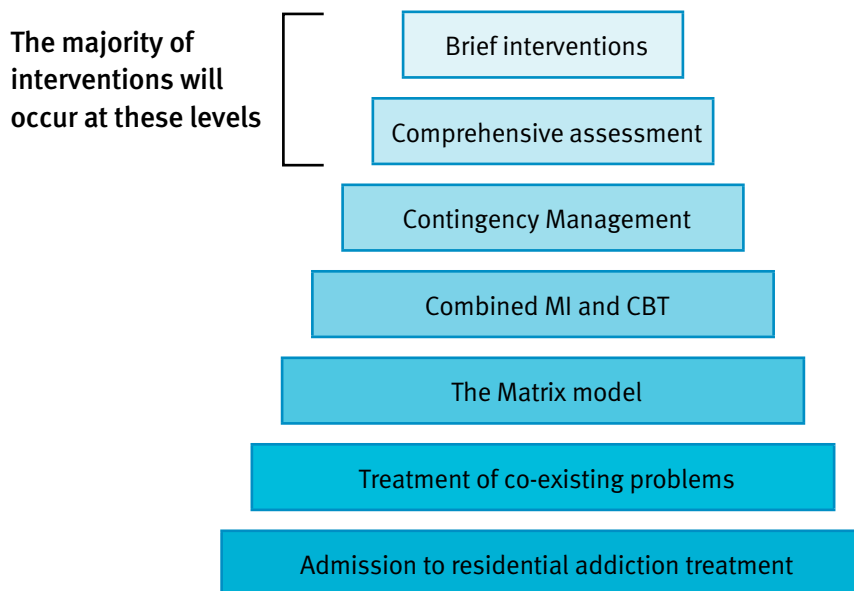 The majority of
interventions will
occur at these levels
Brief interventions
Comprehensive assessment
Contingency Management
Combined MI and CBT
The Matrix model
Treatment of co-existing problems
Admission to residential addiction treatment